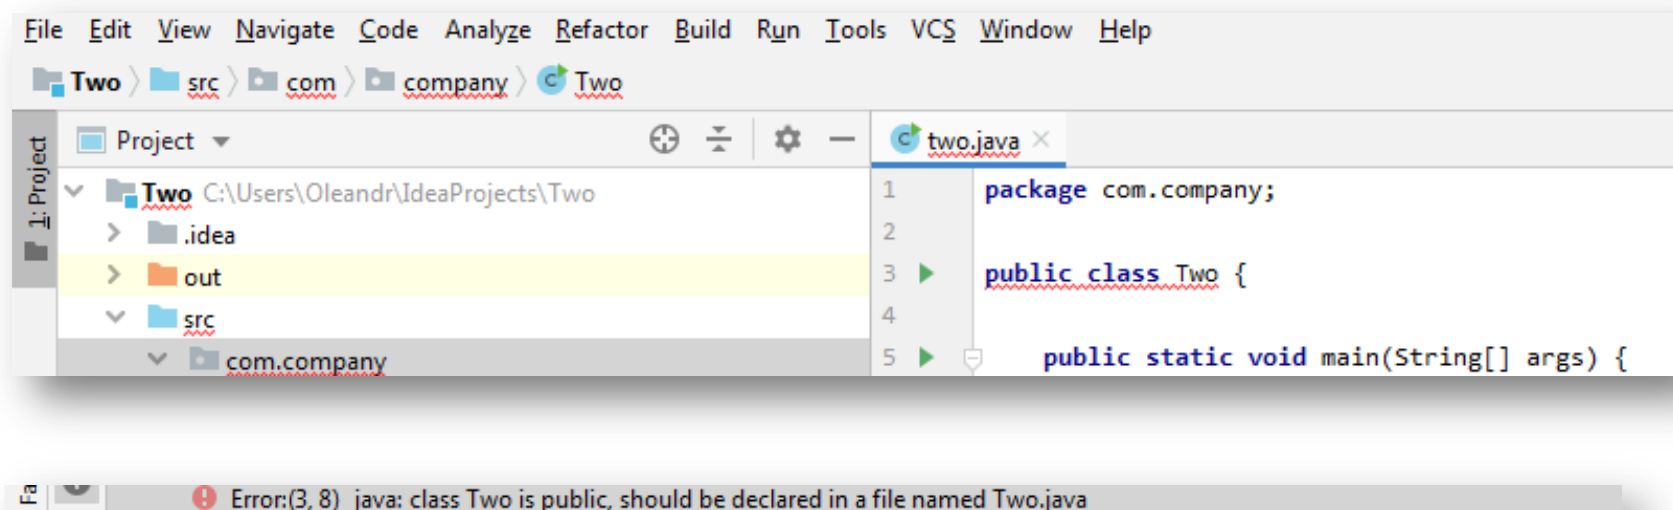 File Edit View Navigate Code Analyze Refactor Build Run Tools VCS Window Help
Two src com company Two
1: Project
Project
two.java
Two C:\Users\Oleandr\IdeaProjects\Two
.idea
out
src
com.company
1 package com.company;
2
3 public class Two {
4
5 public static void main(String[] args) {
Fa
Error:(3, 8) java: class Two is public, should be declared in a file named Two.java